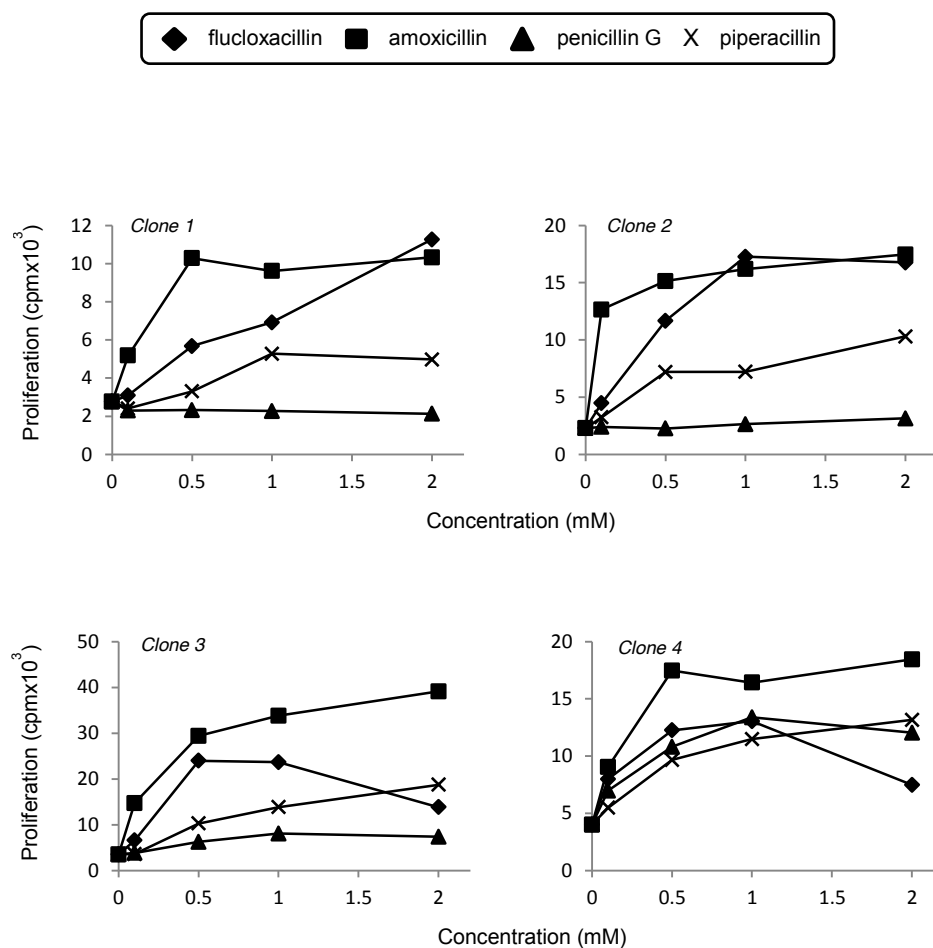 flucloxacillin amoxicillin penicillin G piperacillin
Clone 1
Proliferation (cpmx10³)
12
10
8
6
4
2
0
0 0.5 1 1.5 2
Clone 2
20
15
10
5
0
0 0.5 1 1.5 2
Concentration (mM)
Clone 3
Proliferation (cpmx10³)
50
40
30
20
10
0
0 0.5 1 1.5 2
Clone 4
20
15
10
5
0
0 0.5 1 1.5 2
Concentration (mM)